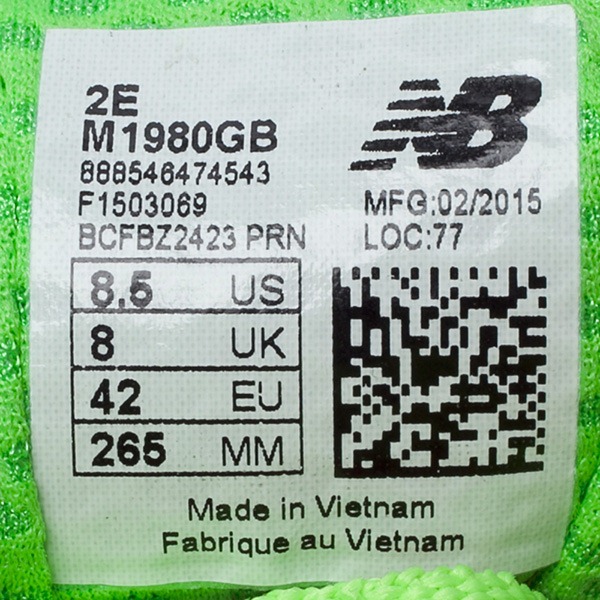 2E
M1980GB
888546474543
F1503069
BCFBZ2423 PRN
NB
MFG:02/2015
LOC:77
8.5 US
8 UK
42 EU
265 MM
Made in Vietnam
Fabrique au Vietnam